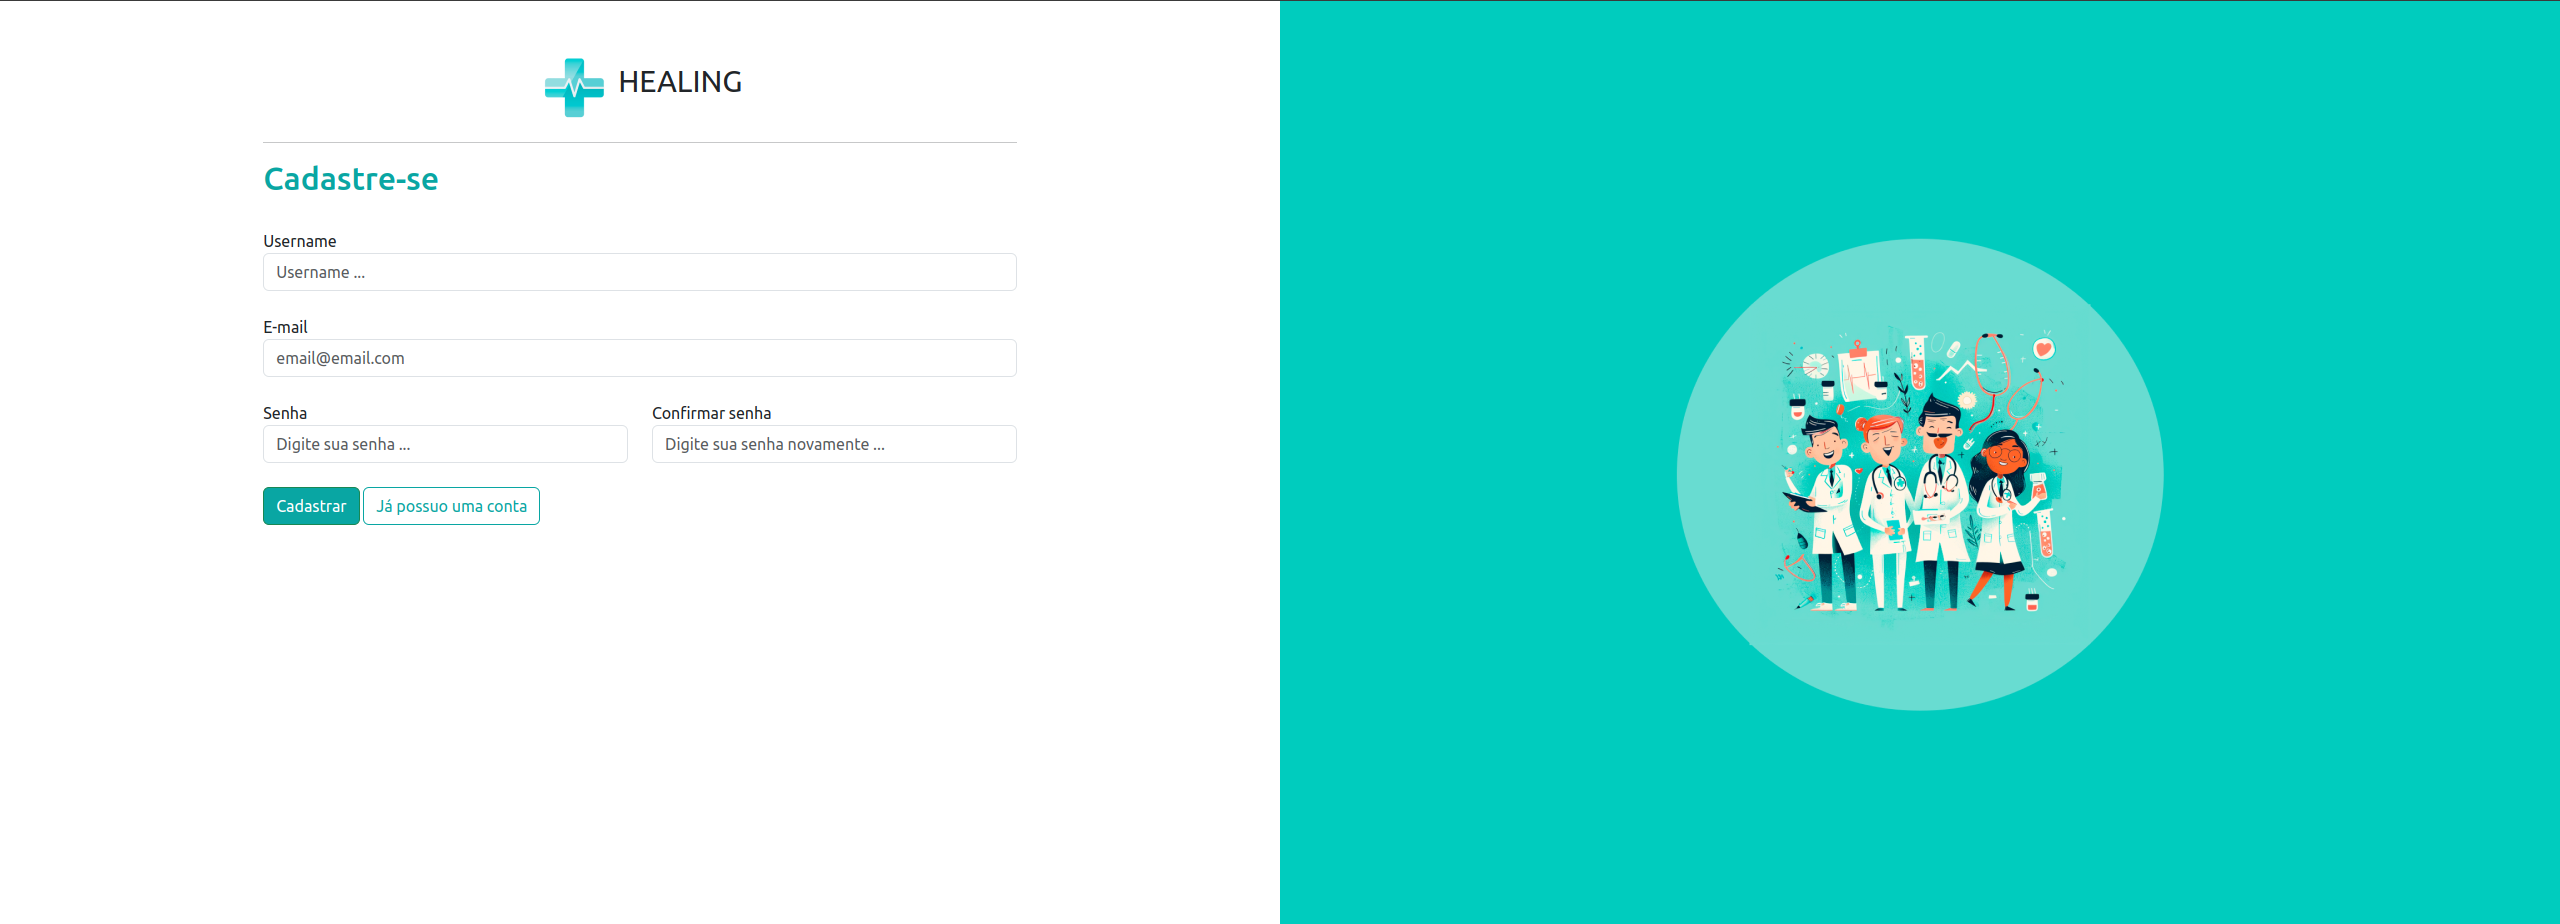 HEALING
Cadastre-se
Username
Username ...
E-mail
email@email.com
Senha
Confirmar senha
Digite sua senha ...
Digite sua senha novamente ...
Cadastrar
Já possuo uma conta